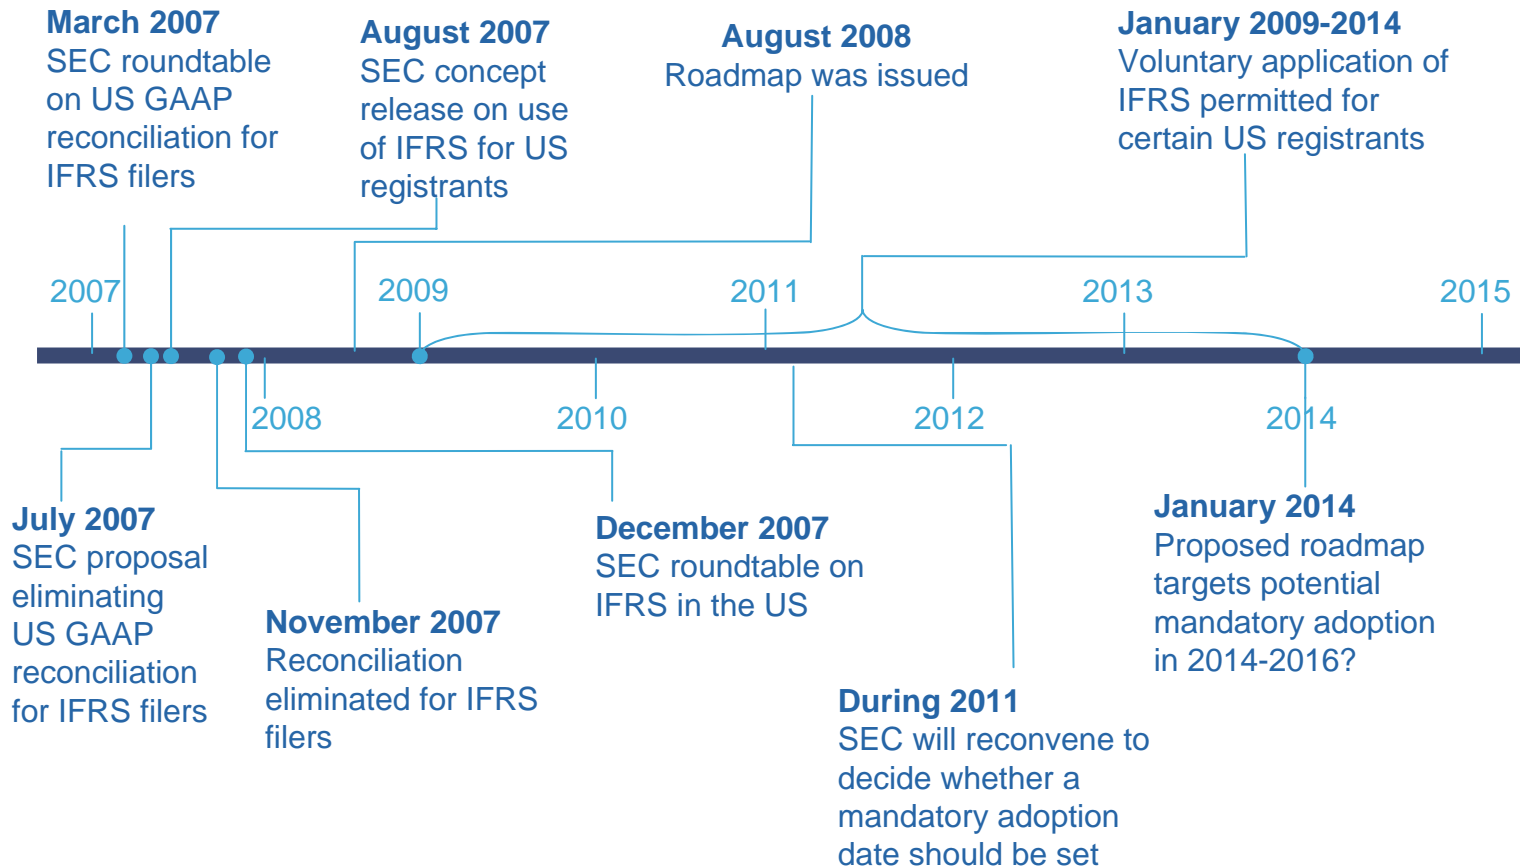 March 2007
SEC roundtable
on US GAAP
reconciliation for
IFRS filers
August 2007
SEC concept
release on use
of IFRS for US
registrants
August 2008
Roadmap was issued
January 2009-2014
Voluntary application of
IFRS permitted for
certain US registrants
2007
2009
2011
2013
2015
2008
2010
2012
2014
July 2007
SEC proposal
eliminating
US GAAP
reconciliation
for IFRS filers
November 2007
Reconciliation
eliminated for IFRS
filers
December 2007
SEC roundtable on
IFRS in the US
During 2011
SEC will reconvene to
decide whether a
mandatory adoption
date should be set
January 2014
Proposed roadmap
targets potential
mandatory adoption
in 2014-2016?